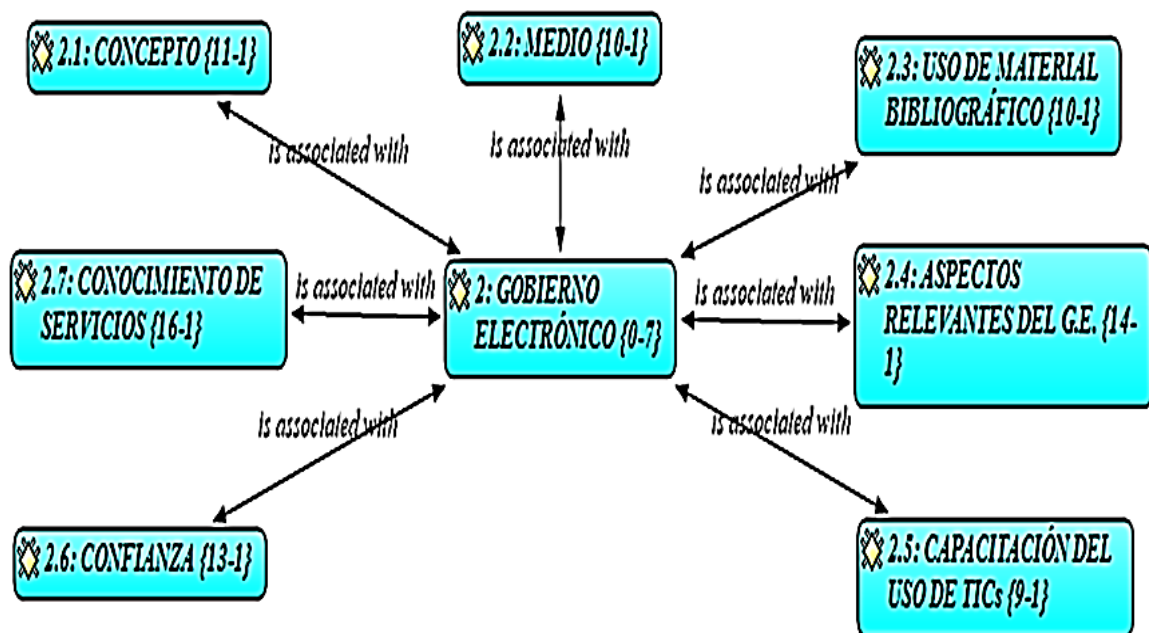 2.1: CONCEPTO {11-1}
2.2: MEDIO {10-1}
2.3: USO DE MATERIAL
BIBLIOGRÁFICO {10-1}
is associated with
is associated with
is associated with
2.7: CONOCIMIENTO DE
SERVICIOS {16-1}
is associated with
2: GOBIERNO
ELECTRÓNICO {0-7}
is associated with
2.4: ASPECTOS
RELEVANTES DEL G.E. {14-
1}
is associated with
is associated with
2.6: CONFIANZA {13-1}
2.5: CAPACITACIÓN DEL
USO DE TICs {9-1}